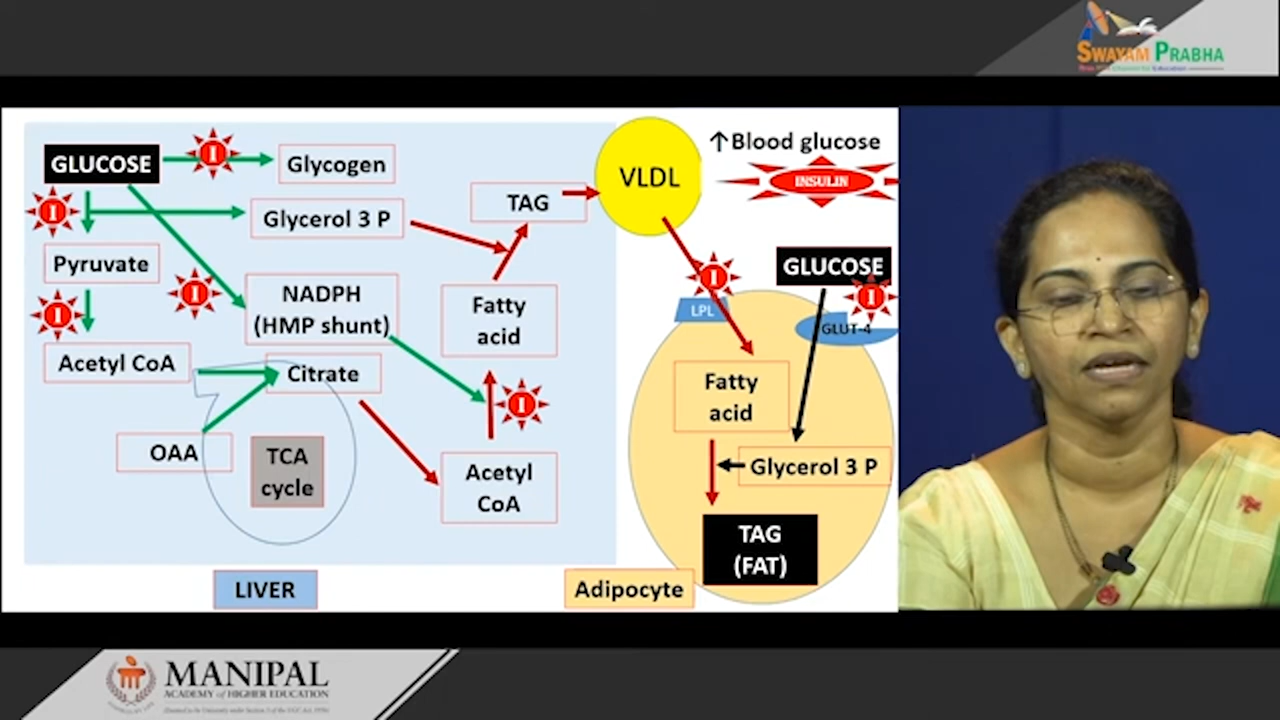 SWAYAM PRABHA
GLUCOSE
I
Glycogen
↑Blood glucose
INSULIN
VLDL
TAG
I
Glycerol 3 P
Pyruvate
I
NADPH
(HMP shunt)
I
Fatty
acid
I
GLUCOSE
I
LPL
GLUT-4
I
Acetyl CoA
Citrate
I
Fatty
acid
OAA
TCA
cycle
Acetyl
CoA
Glycerol 3 P
TAG
(FAT)
LIVER
Adipocyte
MANIPAL
ACADEMY of HIGHER EDUCATION